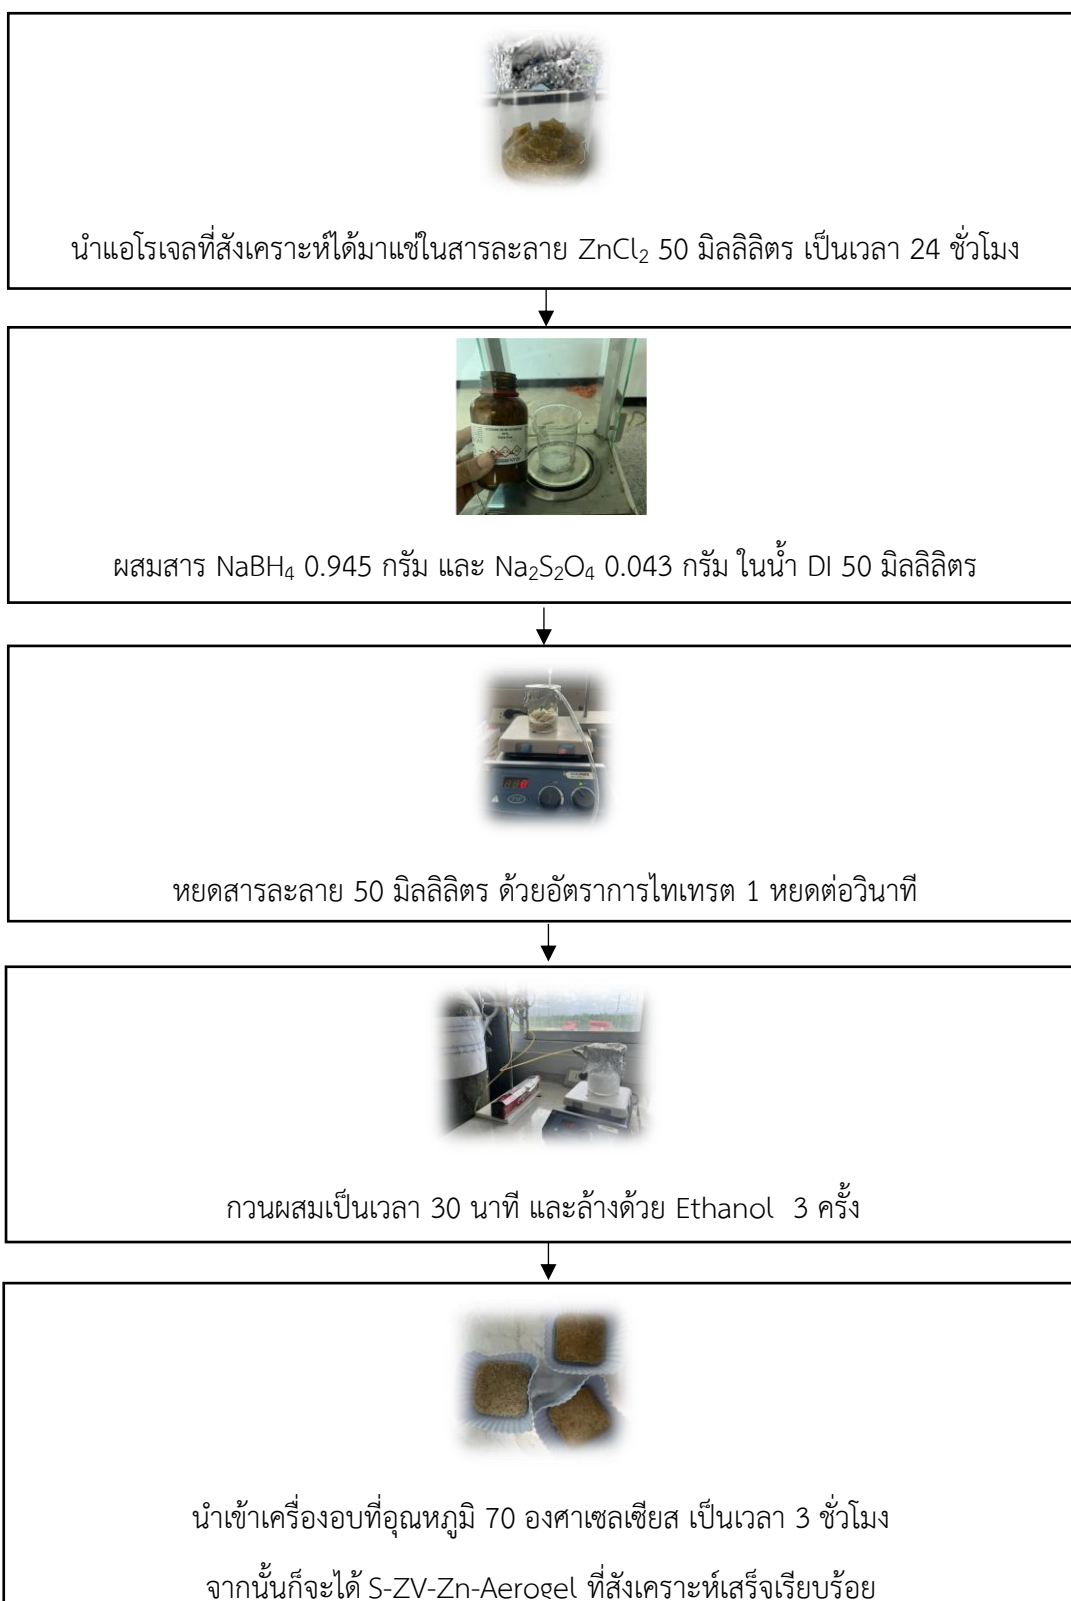 นำแอโรเจลที่สังเคราะห์ได้มาแช่ในสารละลาย ZnCl₂ 50 มิลลิลิตร เป็นเวลา 24 ชั่วโมง
ผสมสาร NaBH₄ 0.945 กรัม และ Na₂S₂O₄ 0.043 กรัม ในน้ำ DI 50 มิลลิลิตร
หยดสารละลาย 50 มิลลิลิตร ด้วยอัตราการไทเทรต 1 หยดต่อวินาที
กวนผสมเป็นเวลา 30 นาที และล้างด้วย Ethanol 3 ครั้ง
นำเข้าเครื่องอบที่อุณหภูมิ 70 องศาเซลเซียส เป็นเวลา 3 ชั่วโมง
จากนั้นก็จะได้ S-ZV-Zn-Aerogel ที่สังเคราะห์เสร็จเรียบร้อย